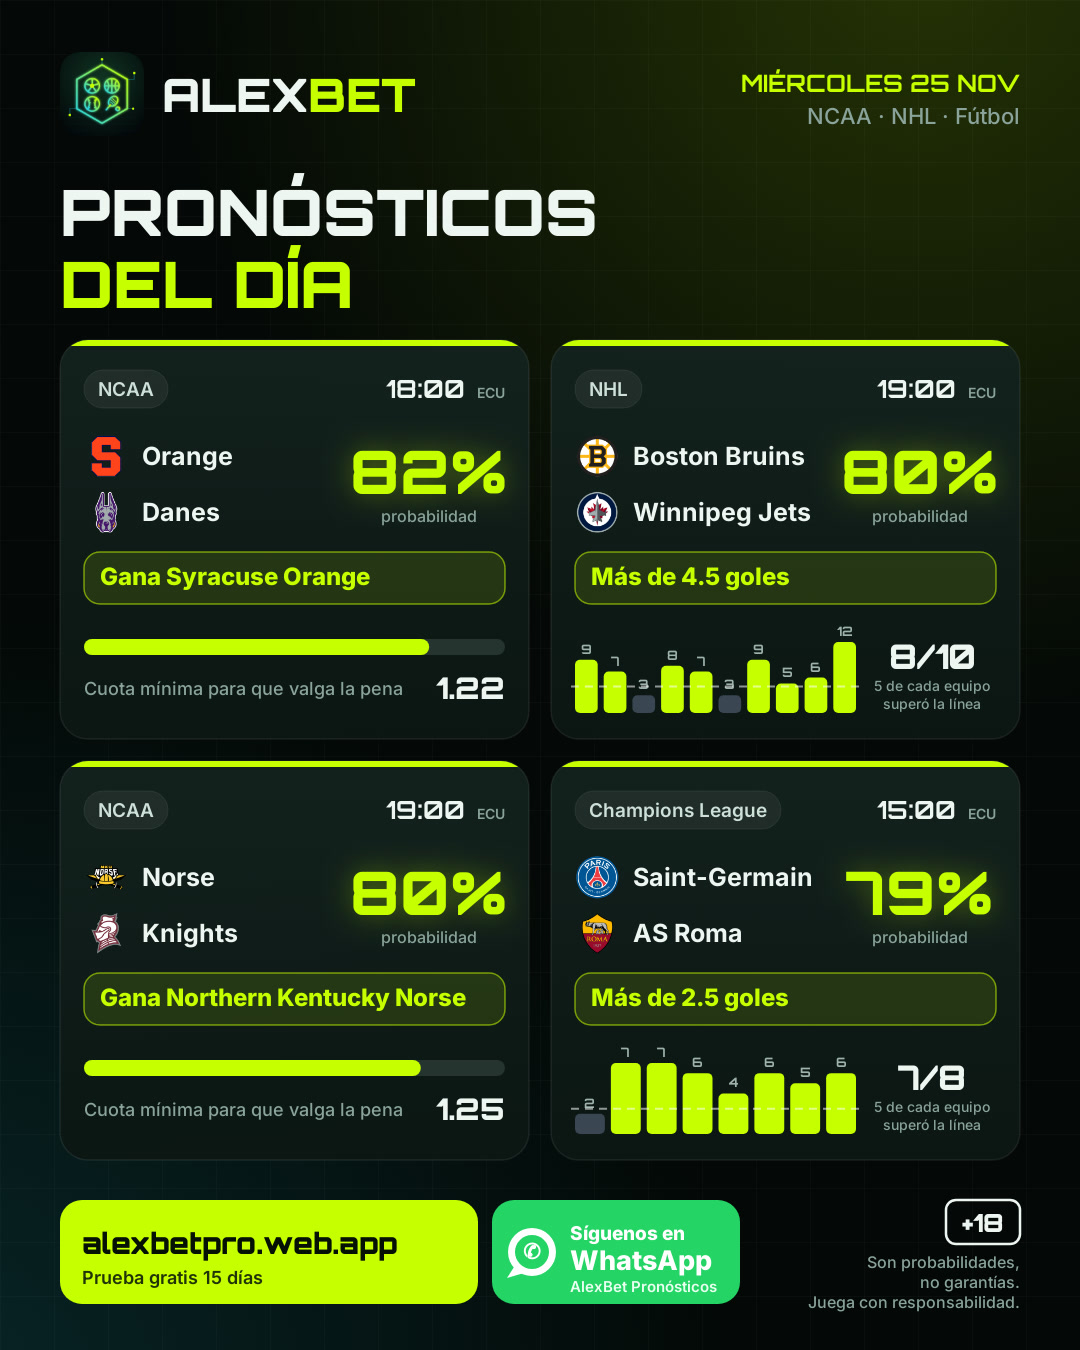 ALEXBET
MIÉRCOLES 25 NOV
NCAA · NHL · Fútbol
PRONÓSTICOS
DEL DÍA
NCAA
18:00 ECU
Orange
Danes
82%
probabilidad
Gana Syracuse Orange
Cuota mínima para que valga la pena 1.22
NHL
19:00 ECU
Boston Bruins
Winnipeg Jets
80%
probabilidad
Más de 4.5 goles
9 7 3 8 7 3 9 5 6 12
8/10
5 de cada equipo
superó la línea
NCAA
19:00 ECU
NORSE
Norse
Knights
80%
probabilidad
Gana Northern Kentucky Norse
Cuota mínima para que valga la pena 1.25
Champions League
15:00 ECU
PARIS
Saint-Germain
ROMA
AS Roma
79%
probabilidad
Más de 2.5 goles
2 7 7 6 4 6 5 6
7/8
5 de cada equipo
superó la línea
alexbetpro.web.app
Prueba gratis 15 días
Síguenos en
WhatsApp
AlexBet Pronósticos
+18
Son probabilidades,
no garantías.
Juega con responsabilidad.